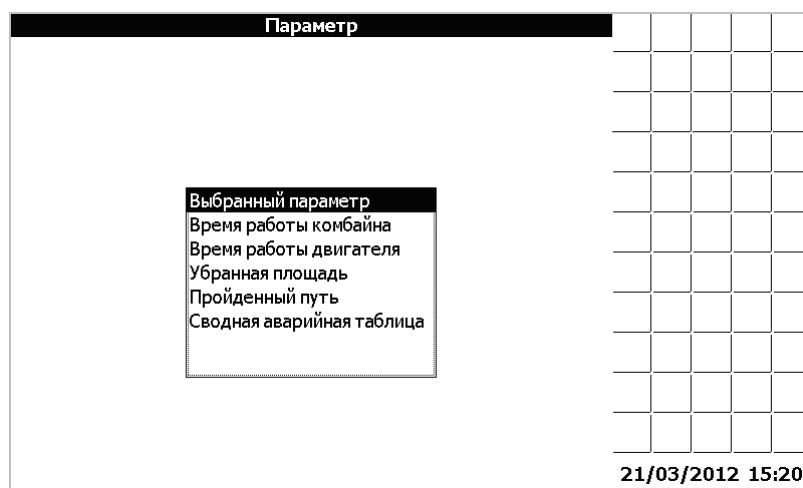 Параметр
Выбранный параметр
Время работы комбайна
Время работы двигателя
Убранная площадь
Пройденный путь
Сводная аварийная таблица
21/03/2012 15:20